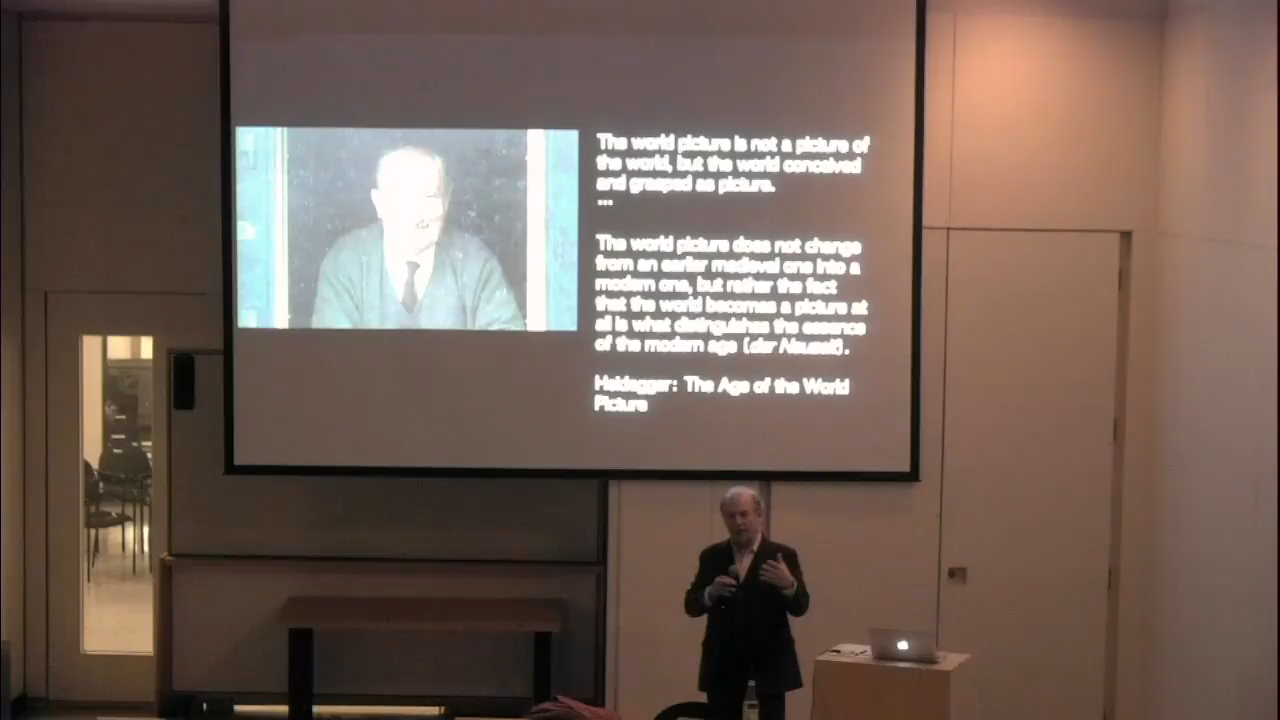 The world picture is not a picture of
the world, but the world conceived
and grasped as picture.
...
The world picture does not change
from an earlier medieval one into a
modern one, but rather the fact
that the world becomes a picture at
all is what distinguishes the essence
of the modern age (der Neuzeit).
Heidegger: The Age of the World
Picture